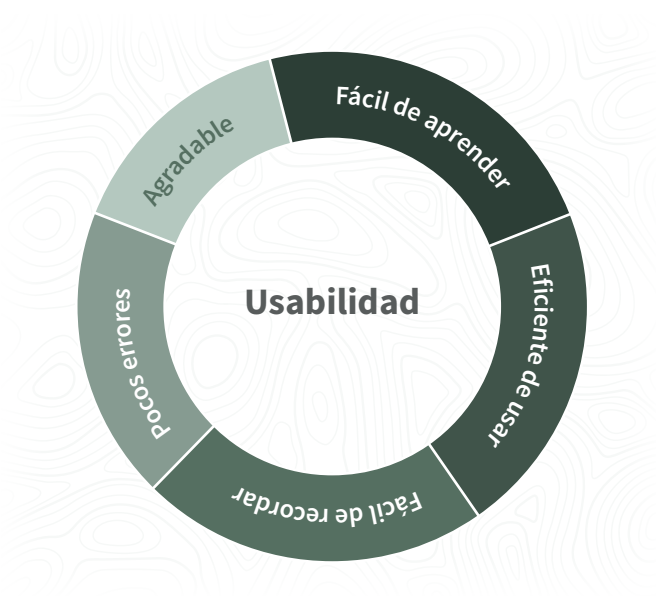 Usabilidad
Fácil de aprender
Eficiente de usar
Fácil de recordar
Pocos errores
Agradable